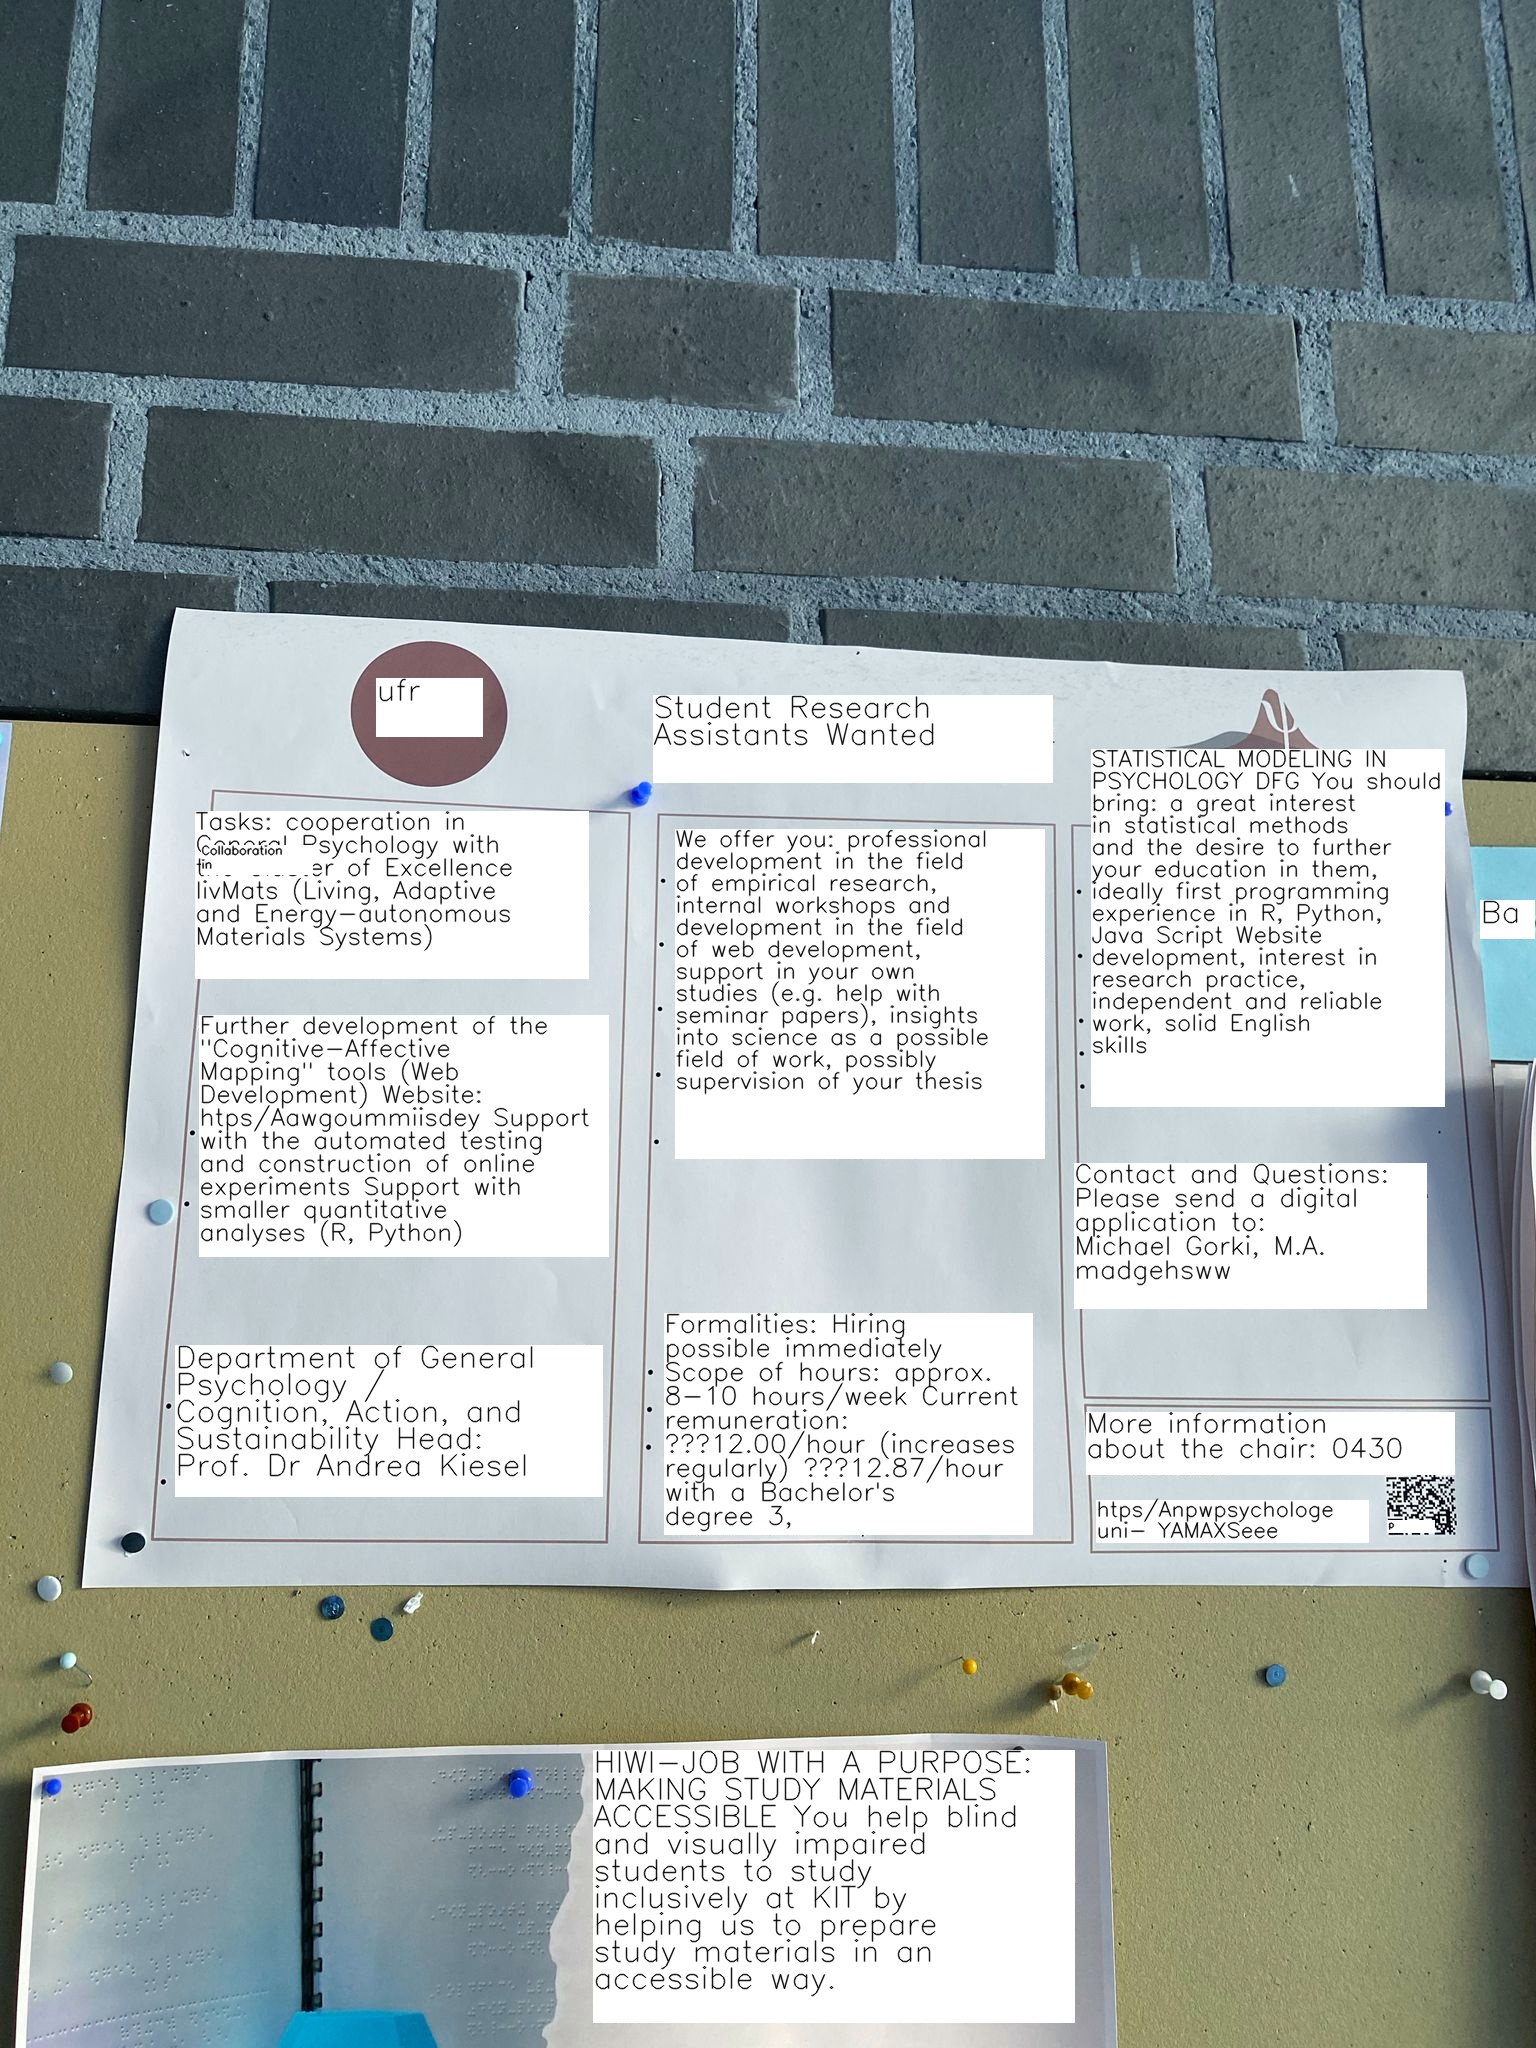 ufr
Student Research
Assistants Wanted
Tasks: cooperation in
Psychology with
Collaboration
of Excellence
livMats (Living, Adaptive
and Energy-autonomous
Materials Systems)
Further development of the
"Cognitive-Affective
Mapping" tools (Web
Development) Website:
htps/Aawgoummiisdey Support
with the automated testing
and construction of online
experiments Support with
smaller quantitative
analyses (R, Python)
Department of General
Psychology /
Cognition, Action, and
Sustainability Head:
Prof. Dr Andrea Kiesel
We offer you: professional
development in the field
of empirical research,
internal workshops and
development in the field
of web development,
support in your own
studies (e.g. help with
seminar papers), insights
into science as a possible
field of work, possibly
supervision of your thesis
Formalities: Hiring
possible immediately
Scope of hours: approx.
8-10 hours/week Current
remuneration:
???12.00/hour (increases
regularly) ???12.87/hour
with a Bachelor's
degree 3,
STATISTICAL MODELING IN
PSYCHOLOGY DFG You should
bring: a great interest
in statistical methods
and the desire to further
your education in them,
ideally first programming
experience in R, Python,
Java Script Website
development, interest in
research practice,
independent and reliable
work, solid English
skills
Contact and Questions:
Please send a digital
application to:
Michael Gorki, M.A.
madgehsww
More information
about the chair: 0430
htps/Anpwpsychologe
uni- YAMAXSeee
Ba
HIWI-JOB WITH A PURPOSE:
MAKING STUDY MATERIALS
ACCESSIBLE You help blind
and visually impaired
students to study
inclusively at KIT by
helping us to prepare
study materials in an
accessible way.